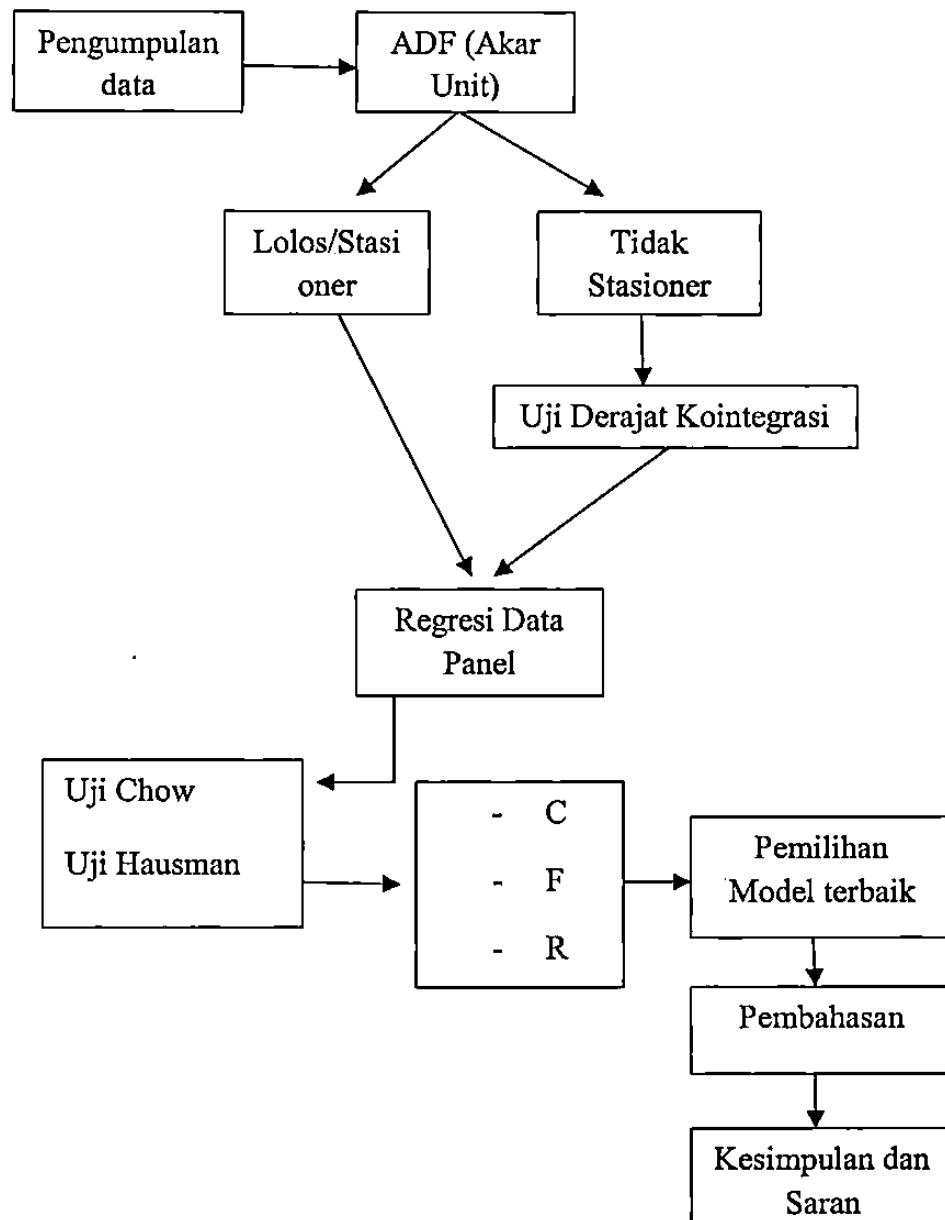 Pengumpulan
data
ADF (Akar
Unit)
Lolos/Stasi
oner
Tidak
Stasioner
Uji Derajat Kointegrasi
Regresi Data
Panel
Uji Chow
Uji Hausman
- C
- F
- R
Pemilihan
Model terbaik
Pembahasan
Kesimpulan dan
Saran